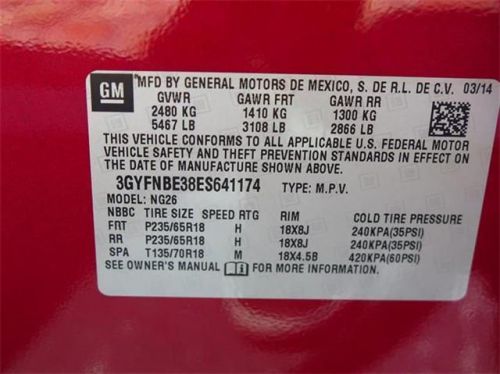 GM
MFD BY GENERAL MOTORS DE MEXICO, S. DE R.L. DE C.V. 03/14
GVWR GAWR FRT GAWR RR
2480 KG 1410 KG 1300 KG
5467 LB 3108 LB 2866 LB
THIS VEHICLE CONFORMS TO ALL APPLICABLE U.S. FEDERAL MOTOR
VEHICLE SAFETY AND THEFT PREVENTION STANDARDS IN EFFECT ON
THE DATE OF MANUFACTURE SHOWN ABOVE.
3GYFNBE38ES641174 TYPE: M.P.V.
MODEL: NG26
NBBC TIRE SIZE SPEED RTG RIM COLD TIRE PRESSURE
FRT P235/65R18 H 18X8J 240KPA(35PSI)
RR P235/65R18 H 18X8J 240KPA(35PSI)
SPA T135/70R18 M 18X4.5B 420KPA(60PSI)
SEE OWNER'S MANUAL FOR MORE INFORMATION.